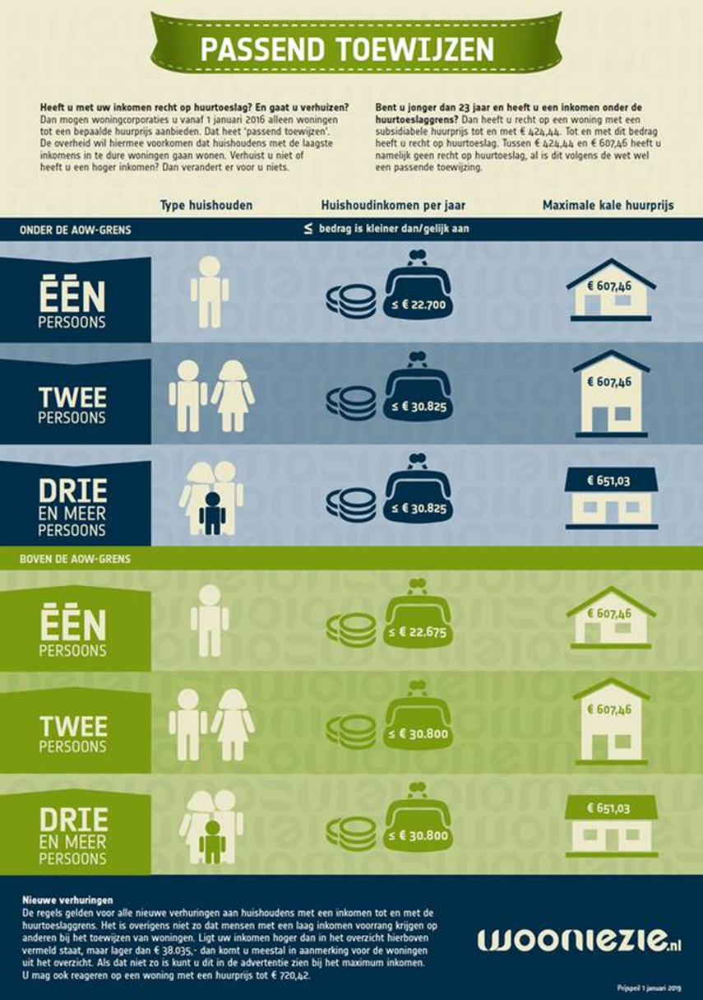 PASSEND TOEWIJZEN
Heeft u met uw inkomen recht op huurtoeslag? En gaat u verhuizen?
Dan mogen woningcorporaties u vanaf 1 januari 2016 alleen woningen
tot een bepaalde huurprijs aanbieden. Dat heet ‘passend toewijzen’.
De overheid wil hiermee voorkomen dat huishoudens met de laagste
inkomens in te dure woningen gaan wonen. Verhuist u niet of
heeft u een hoger inkomen? Dan verandert er voor u niets.
Bent u jonger dan 23 jaar en heeft u een inkomen onder de
huurtoeslaggrens? Dan heeft u recht op een woning met een
subsidiabele huurprijs tot en met € 424,44. Tot en met dit bedrag
heeft u recht op huurtoeslag. Tussen € 424,44 en € 607,46 heeft u
namelijk geen recht op huurtoeslag, al is dit volgens de wet wel
een passende toewijzing.
Type huishouden Huishoudinkomen per jaar Maximale kale huurprijs
ONDER DE AOW-GRENS ≤ bedrag is kleiner dan/gelijk aan
ÉÉN
PERSOONS
≤ € 22.700
€ 607,46
TWEE
PERSOONS
≤ € 30.825
€ 607,46
DRIE
EN MEER
PERSOONS
≤ € 30.825
€ 651,03
BOVEN DE AOW-GRENS
ÉÉN
PERSOONS
≤ € 22.675
€ 607,46
TWEE
PERSOONS
≤ € 30.800
€ 607,46
DRIE
EN MEER
PERSOONS
≤ € 30.800
€ 651,03
Nieuwe verhuringen
De regels gelden voor alle nieuwe verhuringen aan huishoudens met een inkomen tot en met de
huurtoeslaggrens. Het is overigens niet zo dat mensen met een laag inkomen voorrang krijgen op
anderen bij het toewijzen van woningen. Ligt uw inkomen hoger dan in het overzicht hierboven
vermeld staat, maar lager dan € 38.035,- dan komt u meestal in aanmerking voor de woningen
uit het overzicht. Als dat niet zo is kunt u dit in de advertentie zien bij het maximum inkomen.
U mag ook reageren op een woning met een huurprijs tot € 720,42.
wooniezie.nl
Prijspeil 1 januari 2019